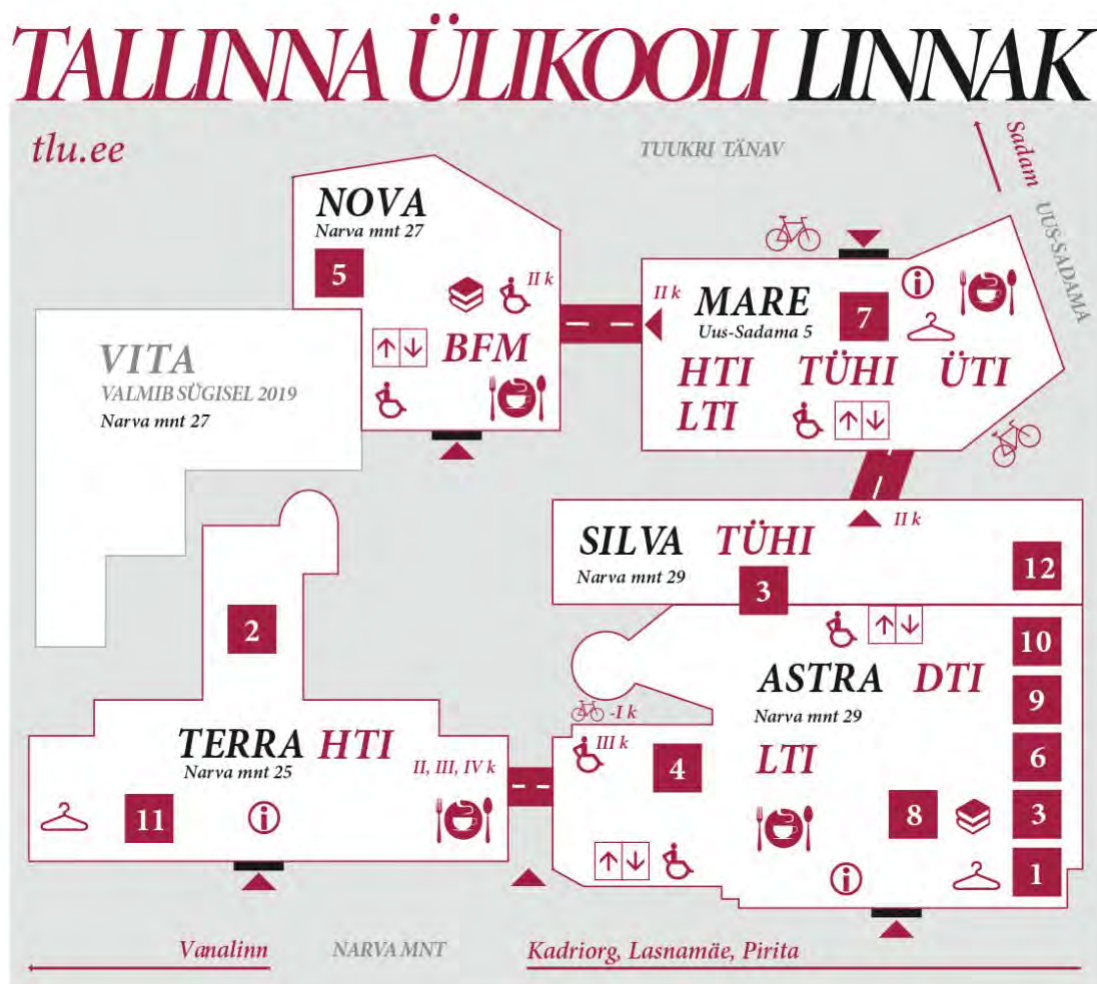 TALLINNA ÜLIKOOLI LINNAK
tlu.ee
TUUKRI TÄNAV
Sadam
UUS-SADAMA
NOVA
Narva mnt 27
5
II k
BFM
II k
MARE
Uus-Sadama 5
7
HTI TÜHI ÜTI
LTI
VITA
VALMIB SÜGISEL 2019
Narva mnt 27
II k
SILVA TÜHI
Narva mnt 29
3
12
2
10
ASTRA DTI
Narva mnt 29
9
-I k
TERRA HTI
Narva mnt 25
II, III, IV k
III k
4
LTI
6
11
8
3
1
Vanalinn
NARVA MNT
Kadriorg, Lasnamäe, Pirita